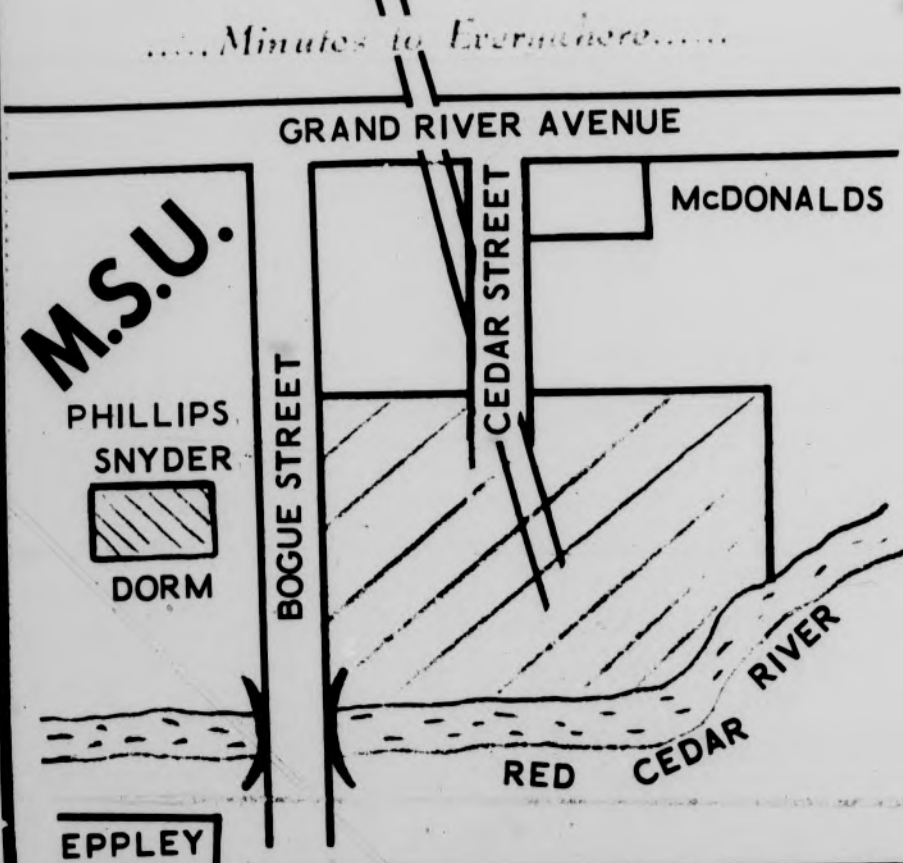 .....Minutes to Everywhere......
GRAND RIVER AVENUE
McDONALDS
CEDAR STREET
M.S.U.
BOGUE STREET
PHILLIPS
SNYDER
DORM
RED CEDAR RIVER
EPPLEY